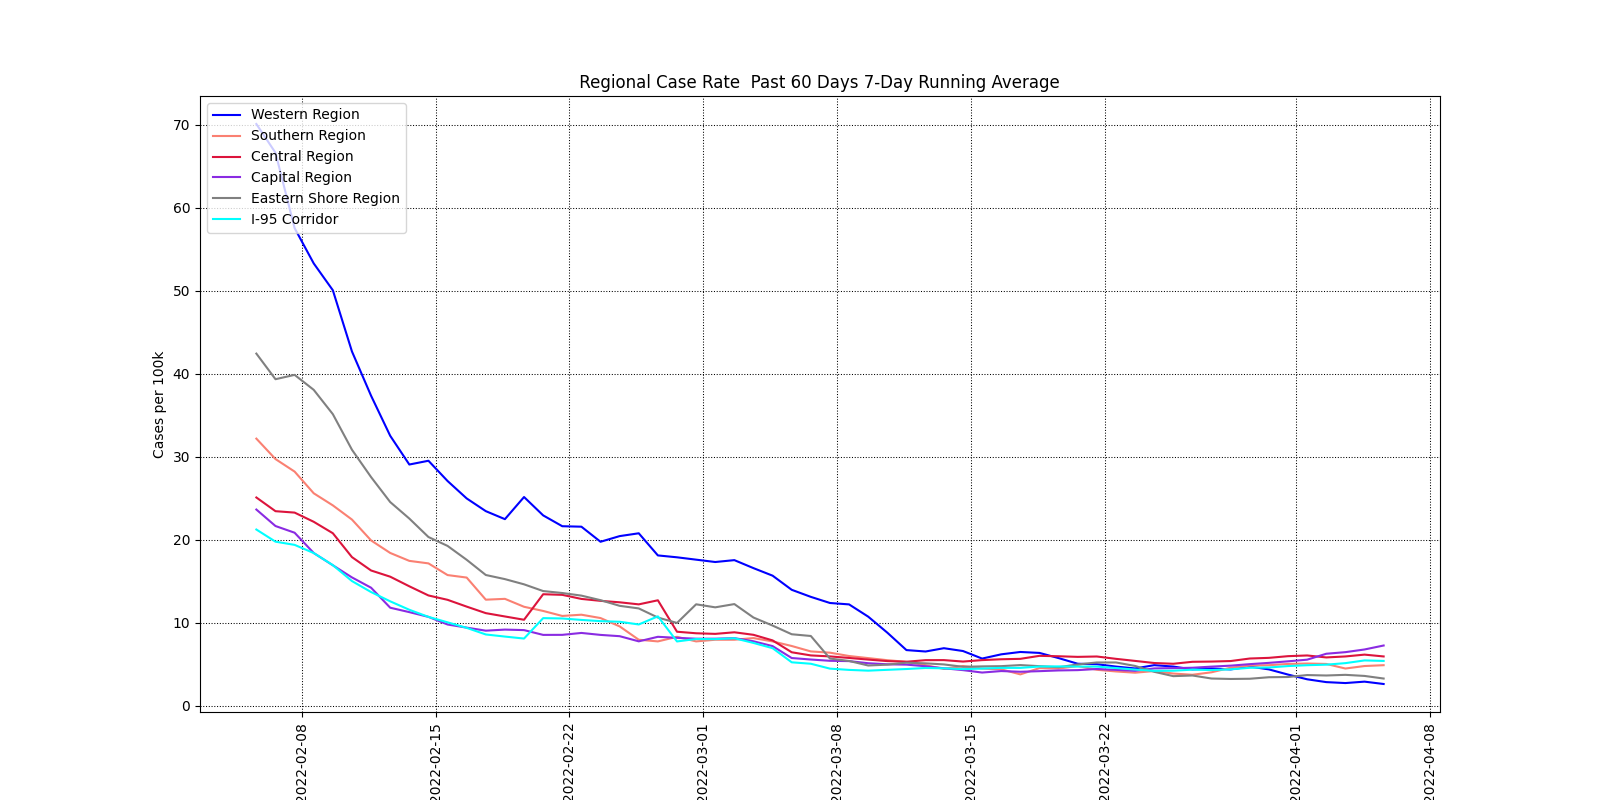 Regional Case Rate  Past 60 Days 7-Day Running Average
Western Region
Southern Region
Central Region
Capital Region
Eastern Shore Region
I-95 Corridor
Cases per 100k
70
60
50
40
30
20
10
0
2022-02-08
2022-02-15
2022-02-22
2022-03-01
2022-03-08
2022-03-15
2022-03-22
2022-04-01
2022-04-08